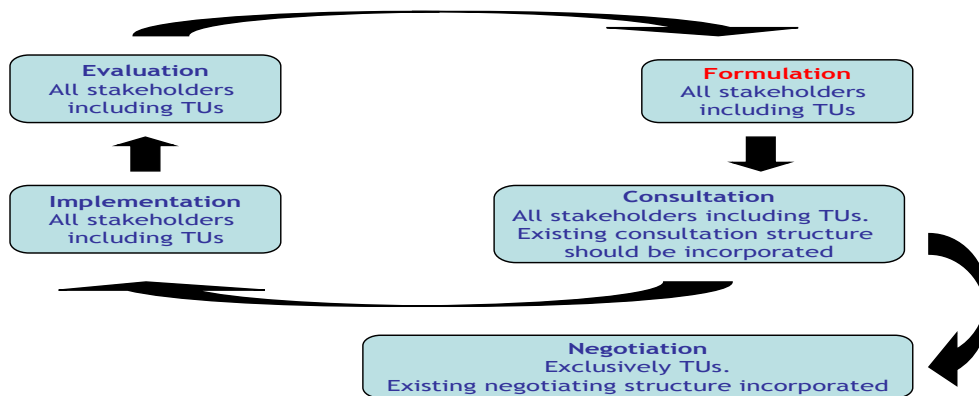 Evaluation
All stakeholders
including TUs
Formulation
All stakeholders
including TUs
Implementation
All stakeholders
including TUs
Consultation
All stakeholders including TUs.
Existing consultation structure
should be incorporated
Negotiation
Exclusively TUs.
Existing negotiating structure incorporated